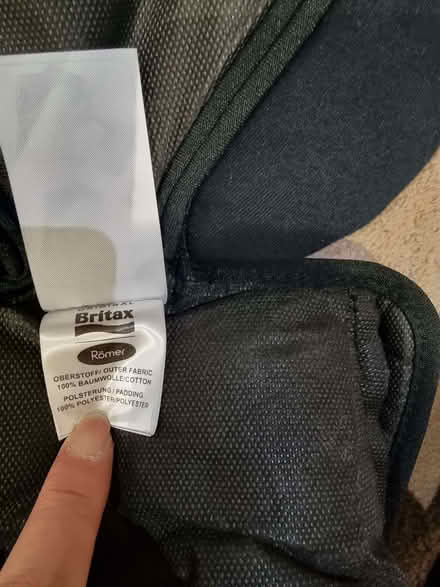 Britax
Römer
OBERSTOFF/ OUTER FABRIC
100% BAUMWOLLE/COTTON
POLSTERUNG / PADDING
100% POLYESTER/POLYESTER